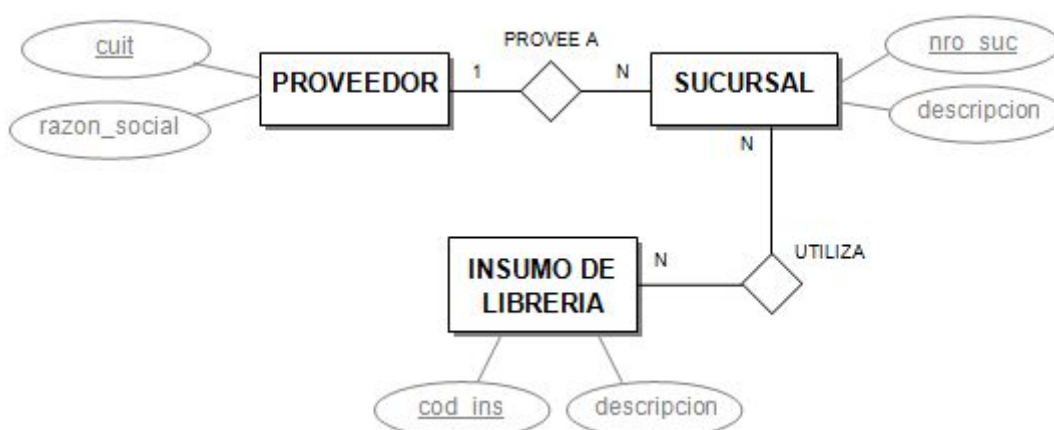 PROVEE A
cuit
nro_suc
PROVEEDOR
1
N
SUCURSAL
razon_social
descripcion
N
UTILIZA
INSUMO DE
LIBRERIA
N
cod_ins
descripcion